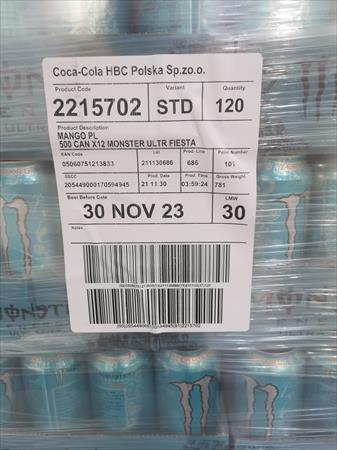 Coca-Cola HBC Polska Sp.zo.o.
Product Code Variant Quantity
2215702 STD 120
Product Description
MANGO PL
500 CAN X12 MONSTER ULTR FIESTA
EAN Code Batch Prod. Line Pallet Number
05060751213833 211130686 686 101
SSCC Prod. Date Prod. Time Gross Weight
205449000170594945 21 11 30 03:59:24 781
Best Before Date LMW
30 NOV 23 30